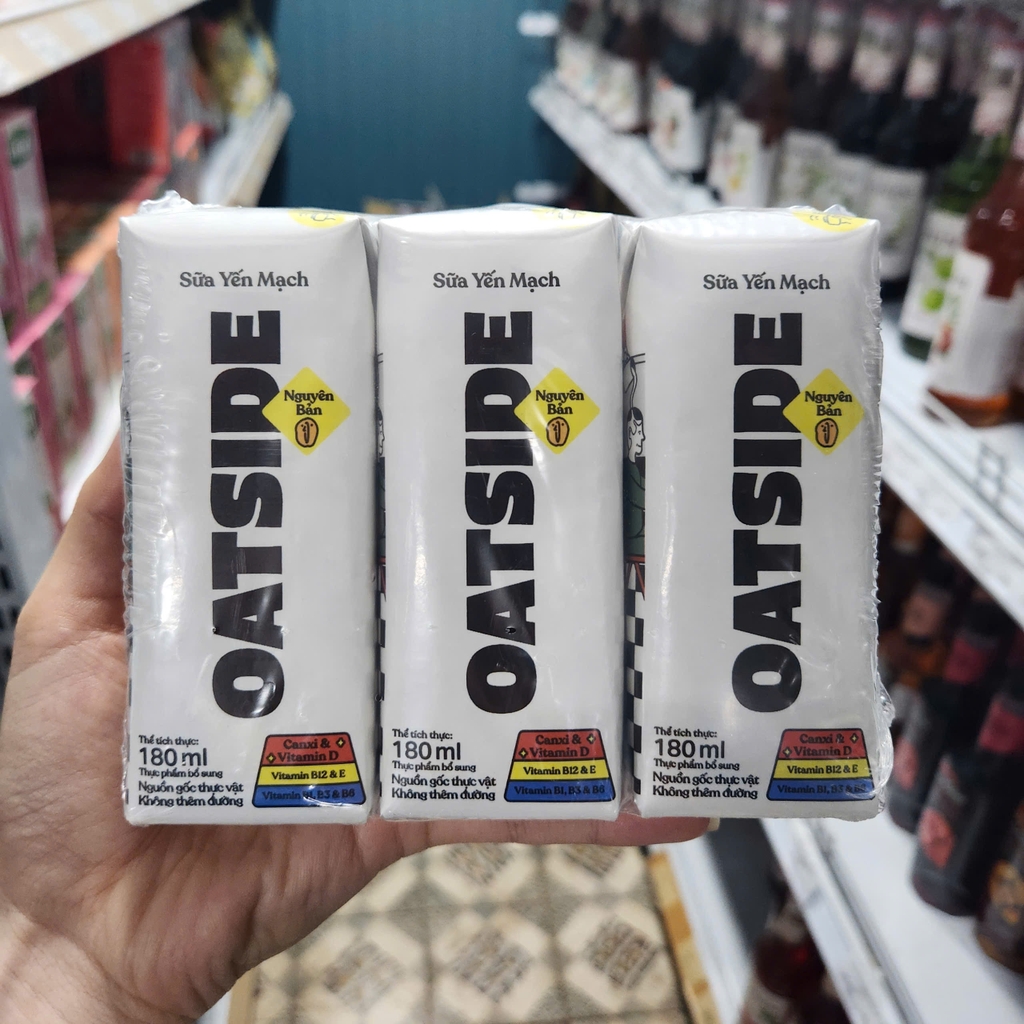 Sữa Yến Mạch
OATSIDE
Nguyên
Bản
Thể tích thực:
180 ml
Thực phẩm bổ sung
Nguồn gốc thực vật
Không thêm đường
Canxi &
Vitamin D
Vitamin B12 & E
Vitamin B1, B3 & B6
Sữa Yến Mạch
OATSIDE
Nguyên
Bản
Thể tích thực:
180 ml
Thực phẩm bổ sung
Nguồn gốc thực vật
Không thêm đường
Canxi &
Vitamin D
Vitamin B12 & E
Vitamin B1, B3 & B6
Sữa Yến Mạch
OATSIDE
Nguyên
Bản
Thể tích thực:
180 ml
Thực phẩm bổ sung
Nguồn gốc thực vật
Không thêm đường
Canxi &
Vitamin D
Vitamin B12 & E
Vitamin B1, B3 & B6